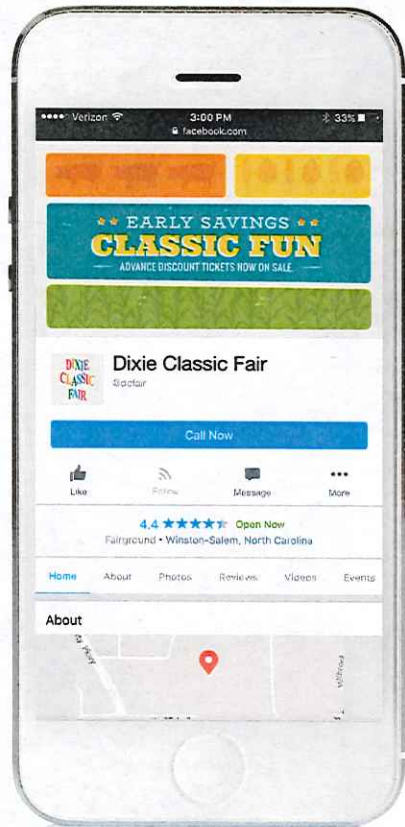 Verizon 3:00 PM 33%
facebook.com
EARLY SAVINGS
CLASSIC FUN
ADVANCE DISCOUNT TICKETS NOW ON SALE
DIXIE
CLASSIC
FAIR
Dixie Classic Fair
Call Now
Like Follow Message More
4.4 ★★★★★ Open Now
Fairground • Winston-Salem, North Carolina
Home About Photos Reviews Videos Events
About
Pkwy